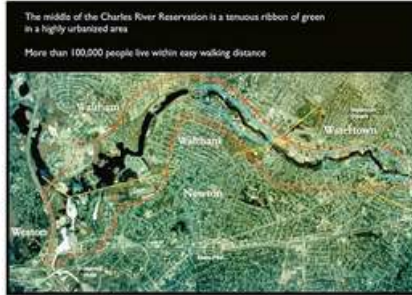 The middle of the Charles River Reservation is a tenuous ribbon of green
in a highly urbanized area
More than 100,000 people live within easy walking distance
Waltham
Watertown
Waltham
Newton
Weston